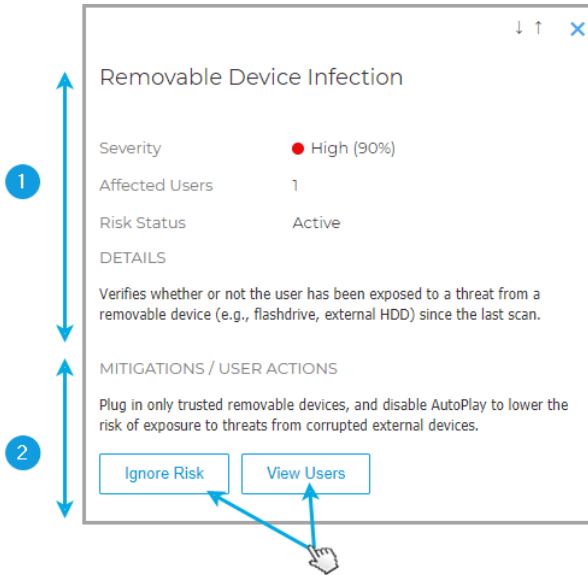 Removable Device Infection
Severity High (90%)
Affected Users 1
Risk Status Active
DETAILS
Verifies whether or not the user has been exposed to a threat from a
removable device (e.g., flashdrive, external HDD) since the last scan.
MITIGATIONS / USER ACTIONS
Plug in only trusted removable devices, and disable AutoPlay to lower the
risk of exposure to threats from corrupted external devices.
Ignore Risk View Users
1
2